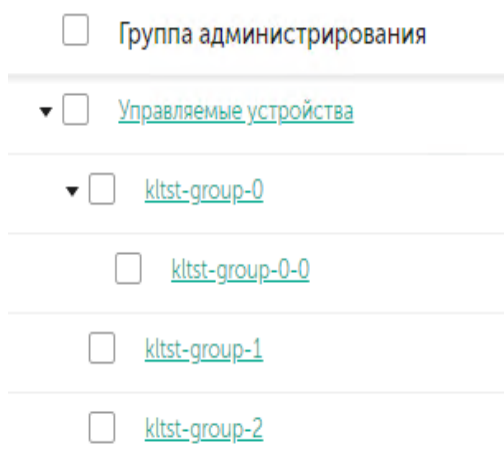 Группа администрирования
Управляемые устройства
kltst-group-0
kltst-group-0-0
kltst-group-1
kltst-group-2